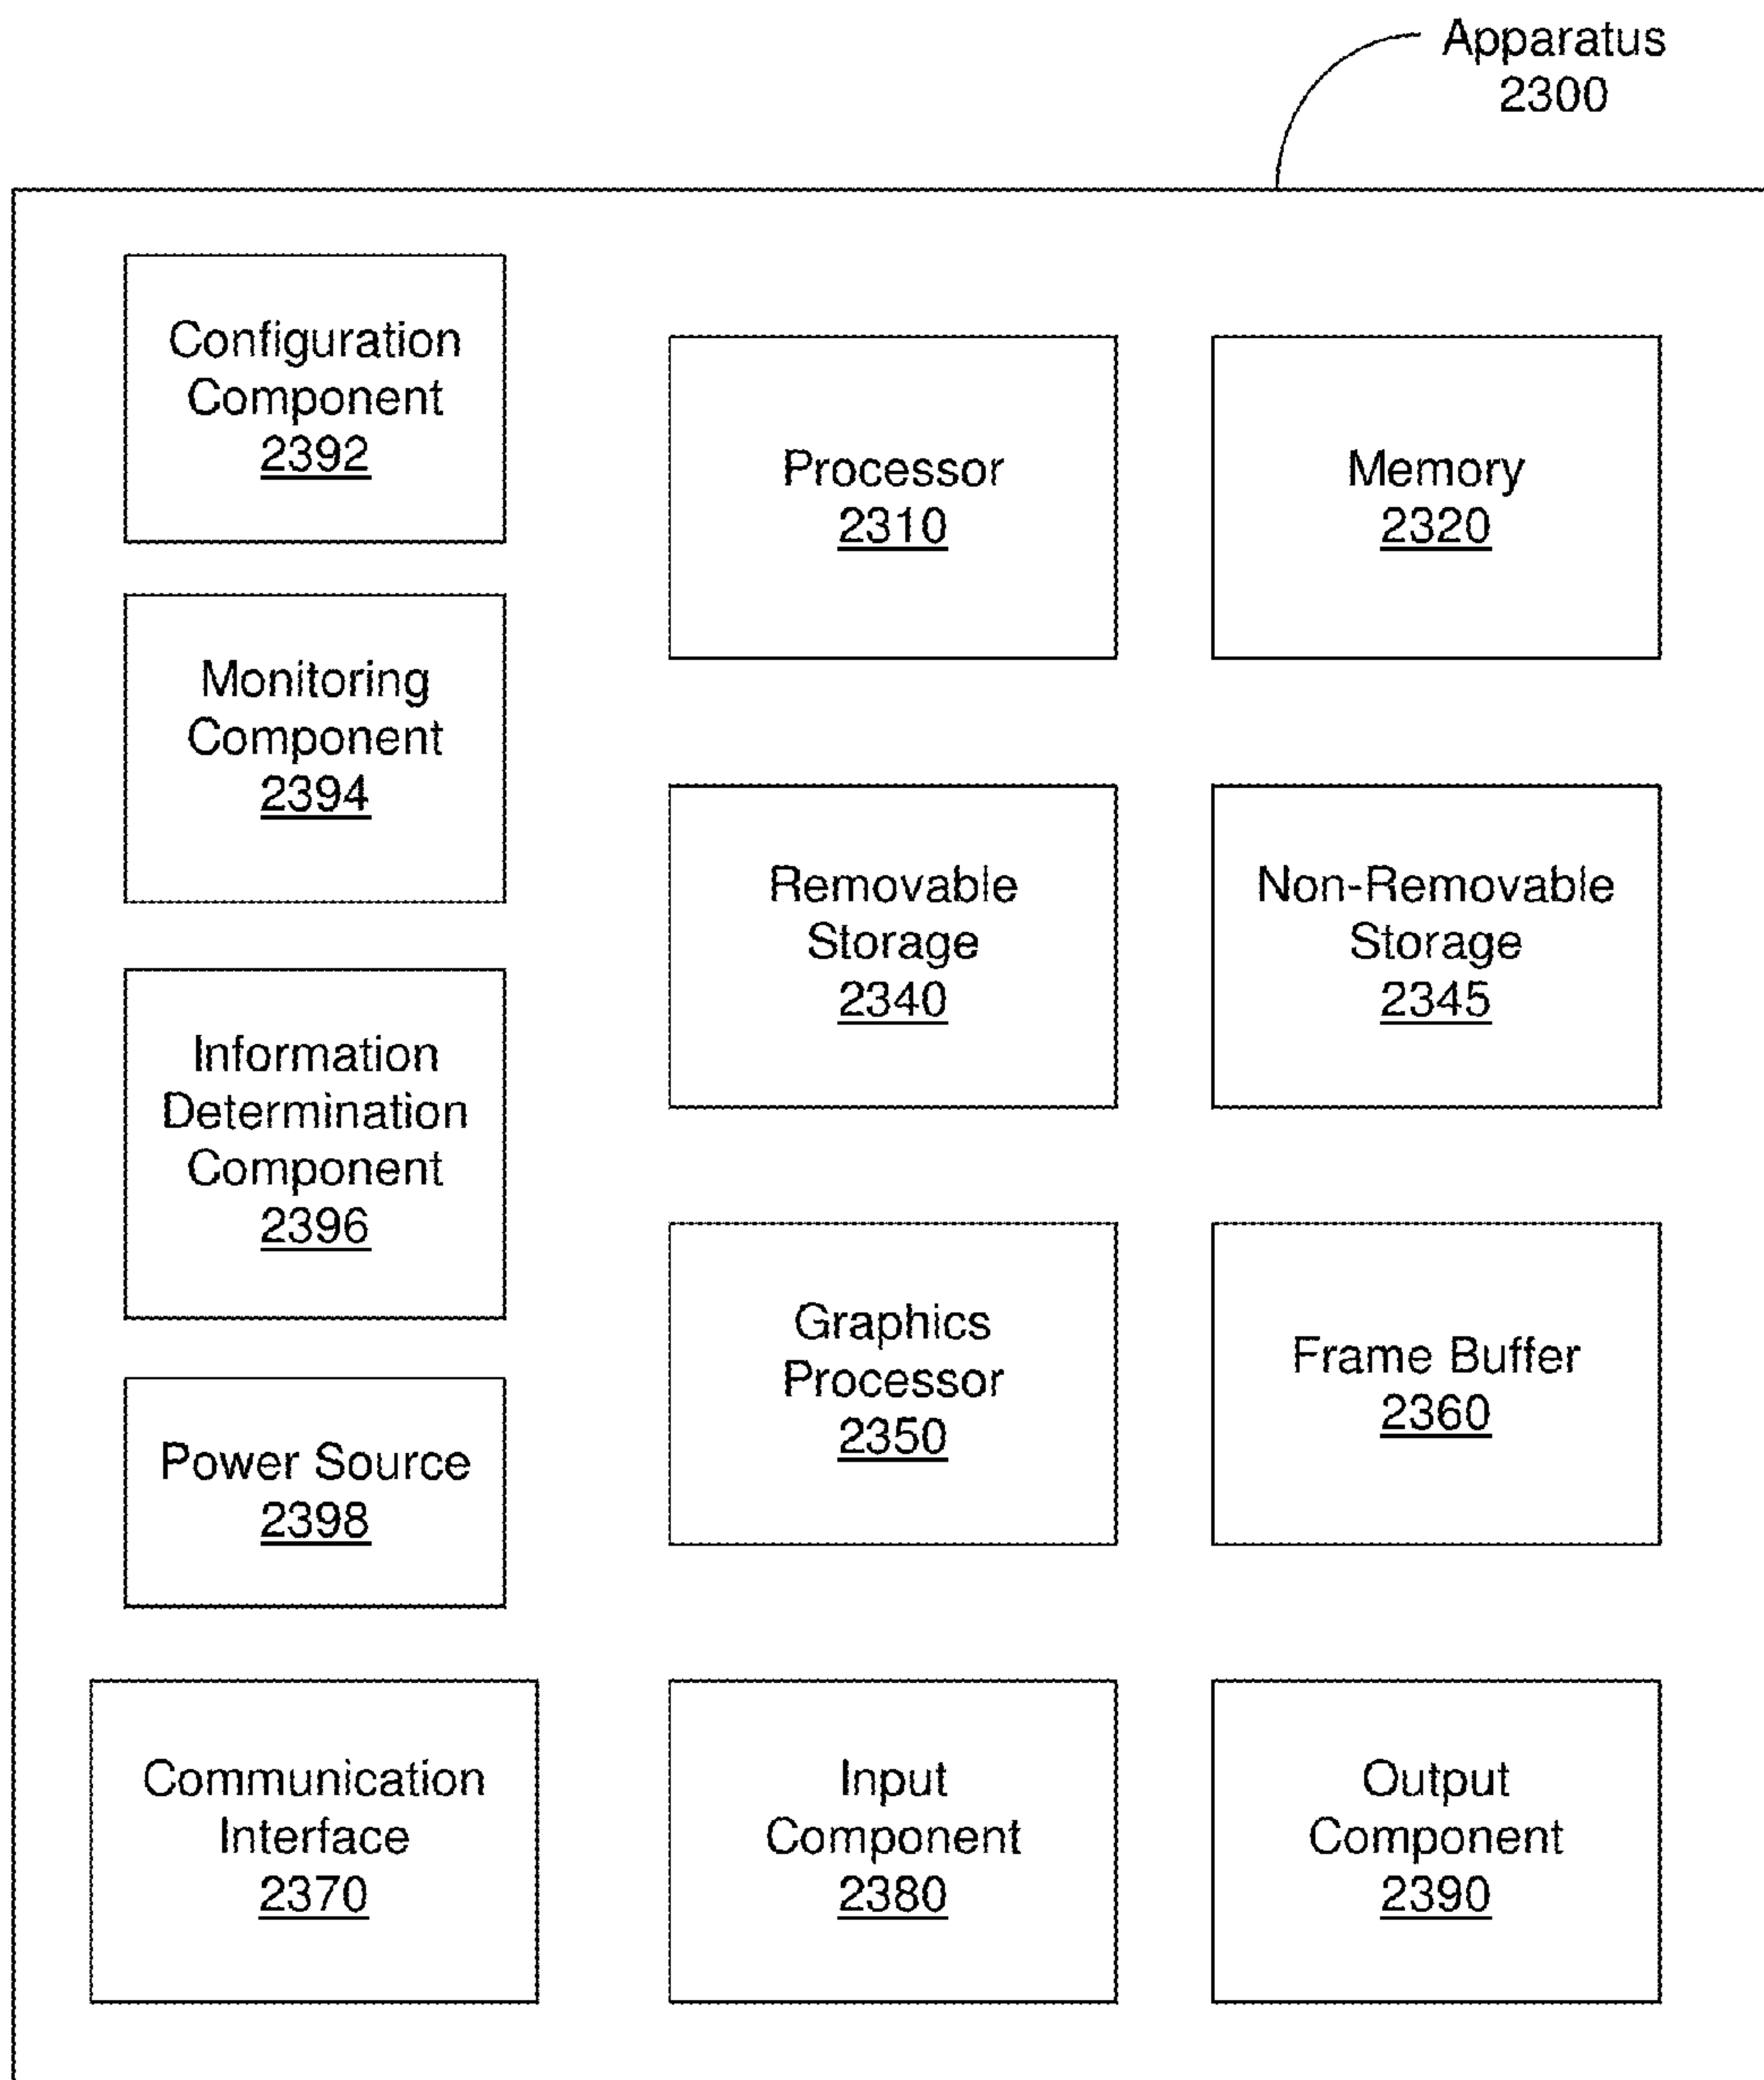 Apparatus
2300
Configuration
Component
2392
Monitoring
Component
2394
Information
Determination
Component
2396
Power Source
2398
Communication
Interface
2370
Processor
2310
Removable
Storage
2340
Graphics
Processor
2350
Input
Component
2380
Memory
2320
Non-Removable
Storage
2345
Frame Buffer
2360
Output
Component
2390